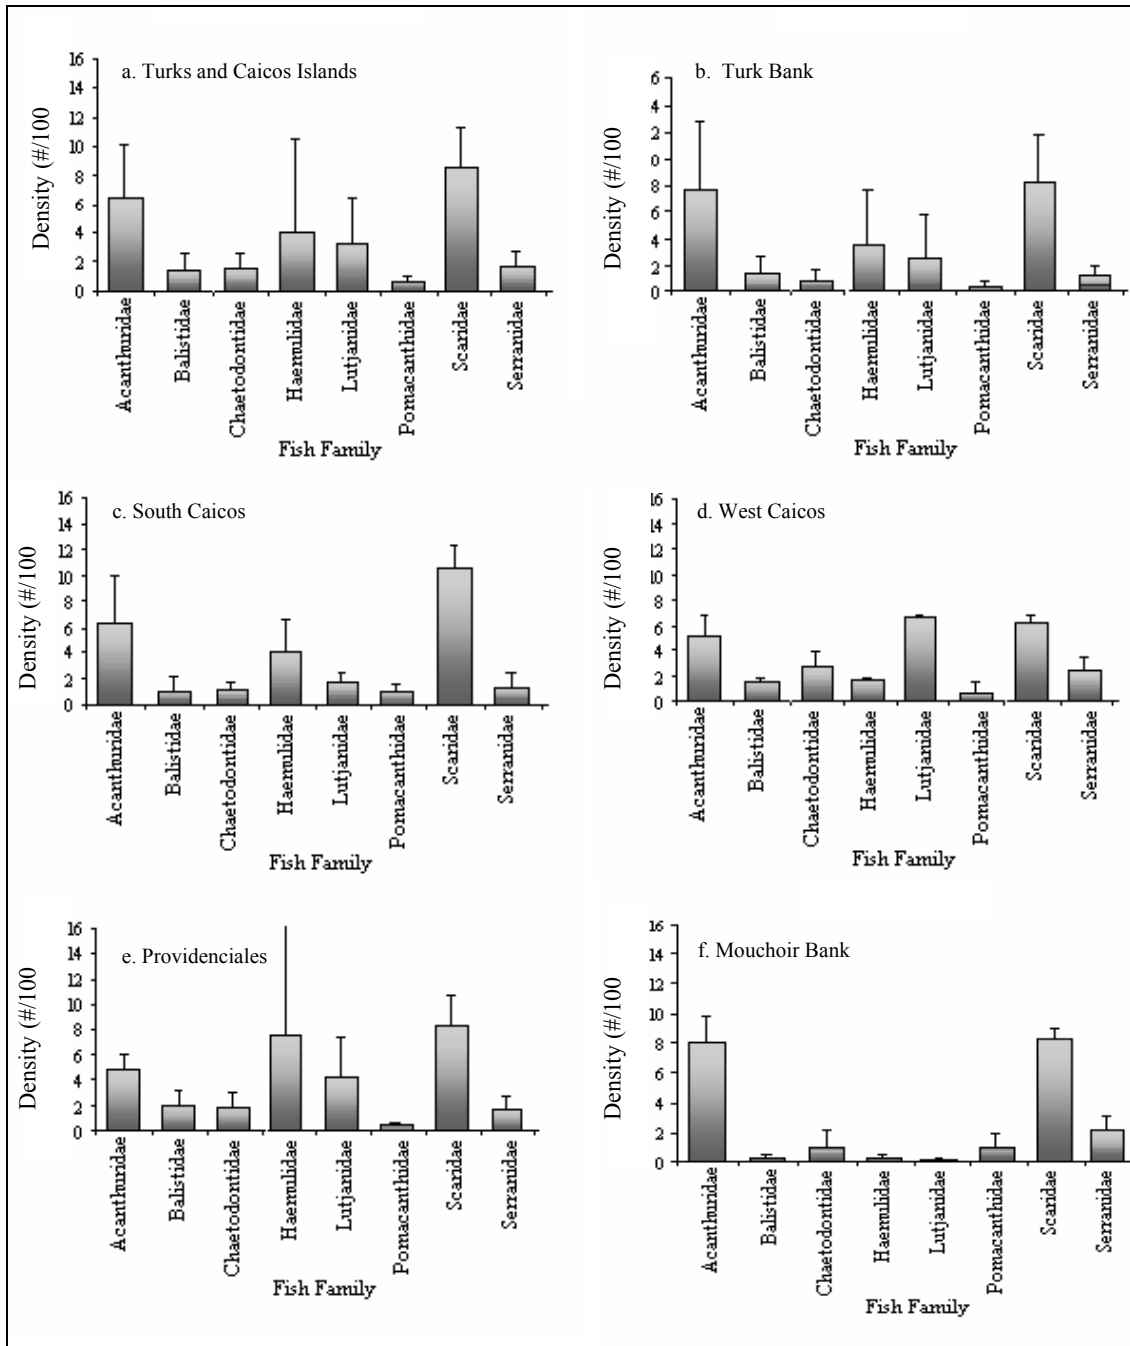 a. Turks and Caicos Islands
Density (#/100
16
14
12
10
8
6
4
2
0
Acanthuridae
Balistidae
Chaetodontidae
Haemulidae
Lutjanidae
Pomacanthidae
Scaridae
Serranidae
Fish Family
b. Turk Bank
Density (#/100
6
4
2
0
8
6
4
2
0
Acanthuridae
Balistidae
Chaetodontidae
Haemulidae
Lutjanidae
Pomacanthidae
Scaridae
Serranidae
Fish Family
c. South Caicos
Density (#/100
16
14
12
10
8
6
4
2
0
Acanthuridae
Balistidae
Chaetodontidae
Haemulidae
Lutjanidae
Pomacanthidae
Scaridae
Serranidae
Fish Family
d. West Caicos
Density (#/100
16
14
12
10
8
6
4
2
0
Acanthuridae
Balistidae
Chaetodontidae
Haemulidae
Lutjanidae
Pomacanthidae
Scaridae
Serranidae
Fish Family
e. Providenciales
Density (#/100
16
14
12
10
8
6
4
2
0
Acanthuridae
Balistidae
Chaetodontidae
Haemulidae
Lutjanidae
Pomacanthidae
Scaridae
Serranidae
Fish Family
f. Mouchoir Bank
Density (#/100
16
14
12
10
8
6
4
2
0
Acanthuridae
Balistidae
Chaetodontidae
Haemulidae
Lutjanidae
Pomacanthidae
Scaridae
Serranidae
Fish Family